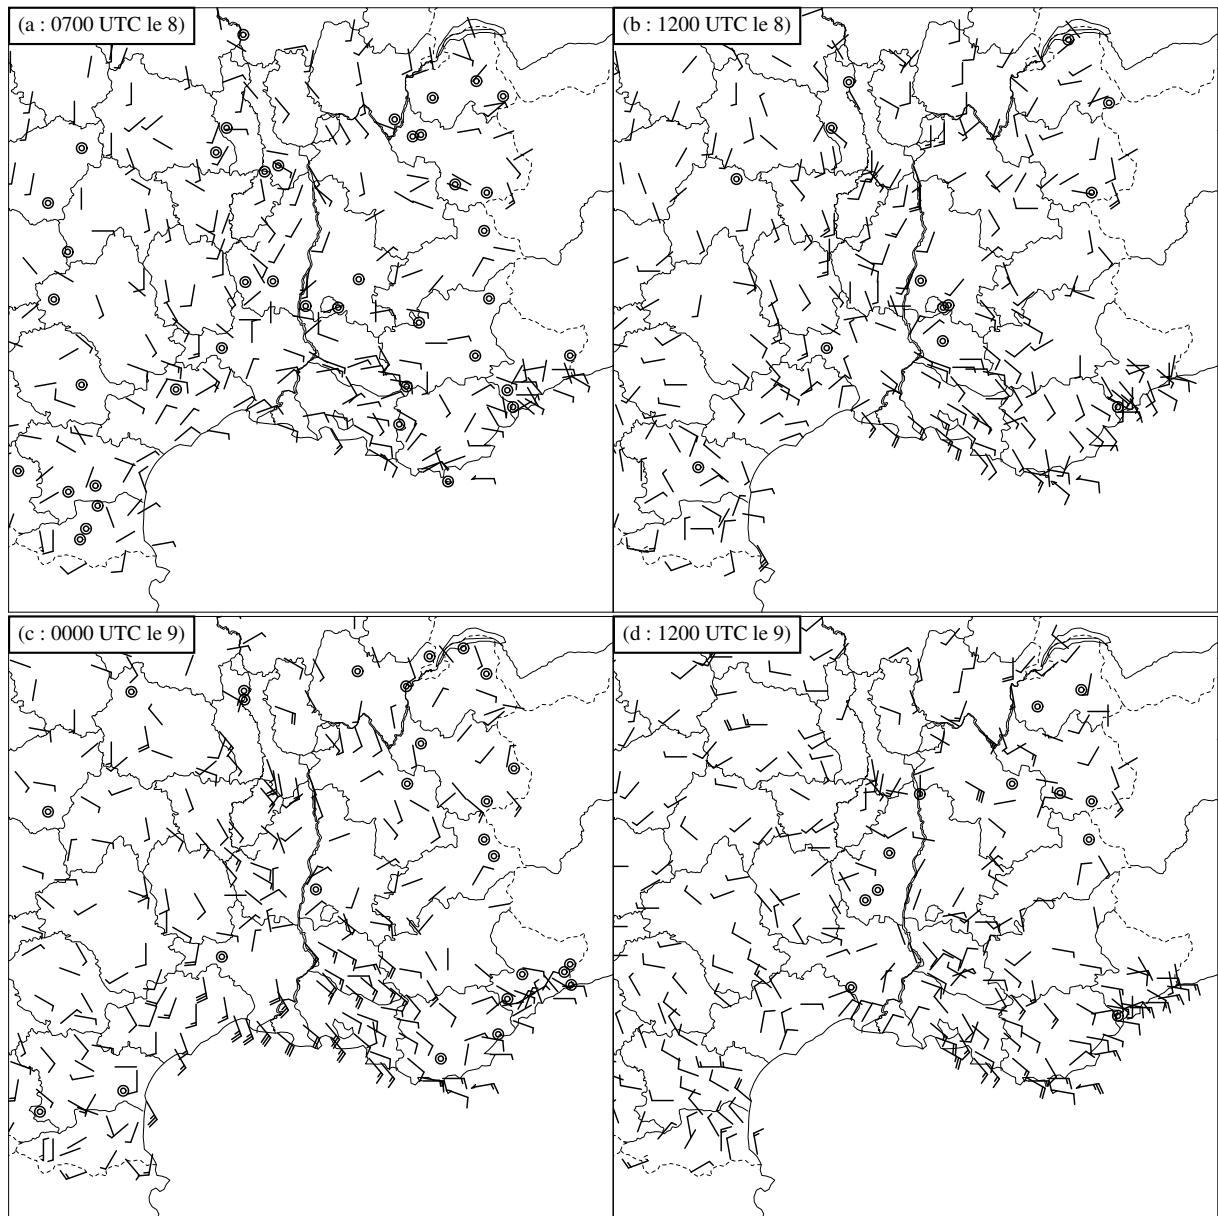 (a : 0700 UTC le 8)
(b : 1200 UTC le 8)
(c : 0000 UTC le 9)
(d : 1200 UTC le 9)